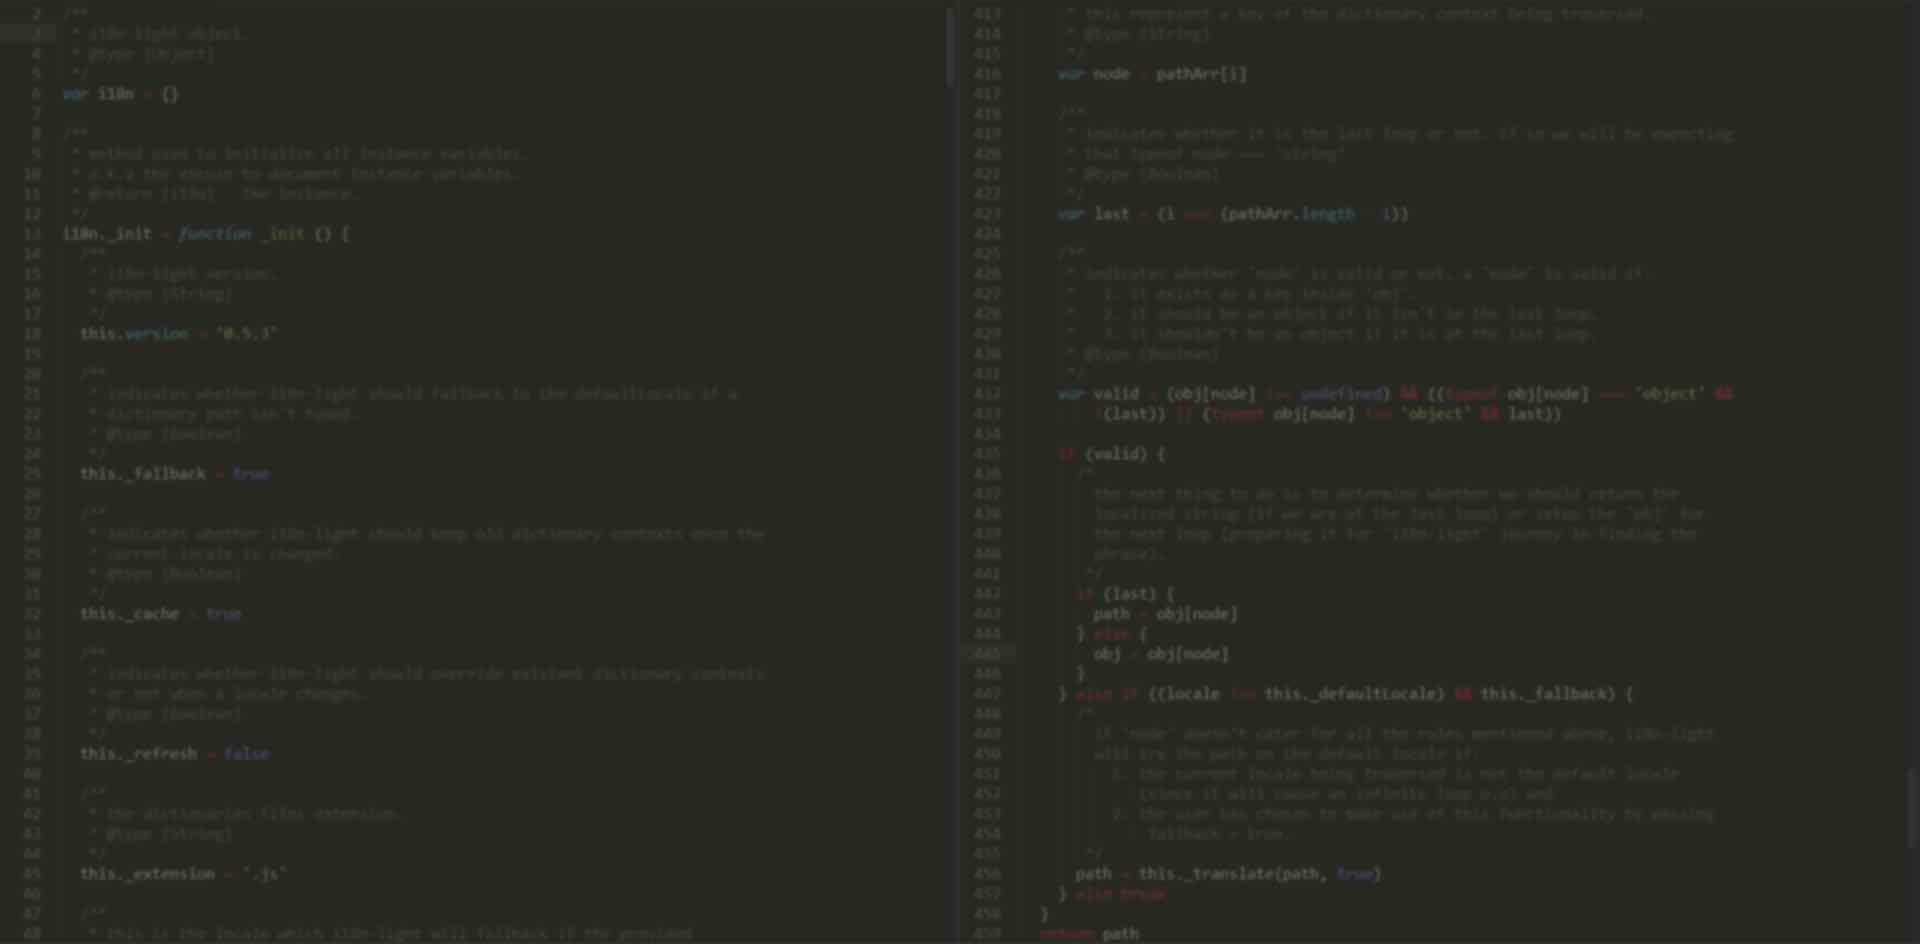 2 /**
3 * i18n-light object.
4 * @type {Object}
5 */
6 var i18n = {}
7
8 /**
9 * method used to initialize all instance variables.
10 * a.k.a the excuse to document instance variables.
11 * @return {i18n} The instance.
12 */
13 i18n._init = function _init () {
14 /**
15 * i18n-light version.
16 * @type {String}
17 */
18 this.version = '0.5.3'
19
20 /**
21 * indicates whether i18n-light should fallback to the defaultLocale if a
22 * dictionary path isn't found.
23 * @type {Boolean}
24 */
25 this._fallback = true
26
27 /**
28 * indicates whether i18n-light should keep old dictionary contexts once the
29 * current locale is changed.
30 * @type {Boolean}
31 */
32 this._cache = true
33
34 /**
35 * indicates whether i18n-light should override existent dictionary contexts
36 * or not when a locale changes.
37 * @type {Boolean}
38 */
39 this._refresh = false
40
41 /**
42 * the dictionaries files extension.
43 * @type {String}
44 */
45 this._extension = '.js'
46
47 /**
48 * this is the locale which i18n-light will fallback if the provided
413 * this represent a key of the dictionary context being traversed.
414 * @type {String}
415 */
416 var node = pathArr[i]
417
418 /**
419 * indicates whether it is the last loop or not. if so we will be expecting
420 * that typeof node === 'string'
421 * @type {Boolean}
422 */
423 var last = (i === (pathArr.length - 1))
424
425 /**
426 * indicates whether 'node' is valid or not. a 'node' is valid if:
427 * 1. it exists as a key inside 'obj'.
428 * 2. it should be an object if it isn't in the last loop.
429 * 3. it shouldn't be an object if it is at the last loop.
430 * @type {Boolean}
431 */
432 var valid = (obj[node] !== undefined) && ((typeof obj[node] === 'object' &&
433 !(last)) || (typeof obj[node] !== 'object' && last))
434
435 if (valid) {
436 /*
437 the next thing to do is to determine whether we should return the
438 localized string (if we are at the last loop) or setup the 'obj' for
439 the next loop (preparing it for 'i18n-light' journey in finding the
440 phrase).
441 */
442 if (last) {
443 path = obj[node]
444 } else {
445 obj = obj[node]
446 }
447 } else if ((locale !== this._defaultLocale) && this._fallback) {
448 /*
449 if 'node' doesn't cater for all the rules mentioned above, i18n-light
450 will try the path on the default locale if:
451 1. the current locale being traversed is not the default locale
452 (since it will cause an infinite loop o.o) and
453 2. the user has chosen to make use of this functionality by passing
454 fallback = true.
455 */
456 path = this._translate(path, true)
457 } else break
458 }
459 return path